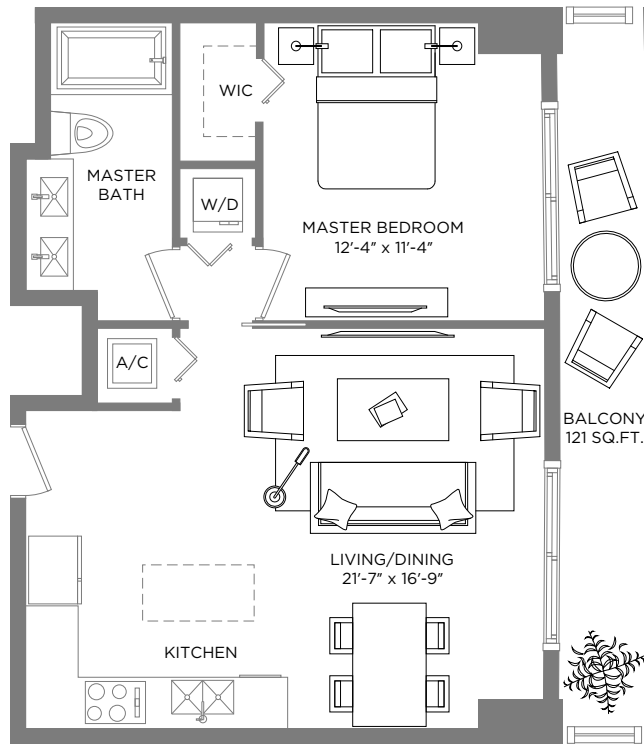 WIC
MASTER
BATH
W/D
MASTER BEDROOM
12'-4" x 11'-4"
A/C
BALCONY
121 SQ.FT.
LIVING/DINING
21'-7" x 16'-9"
KITCHEN